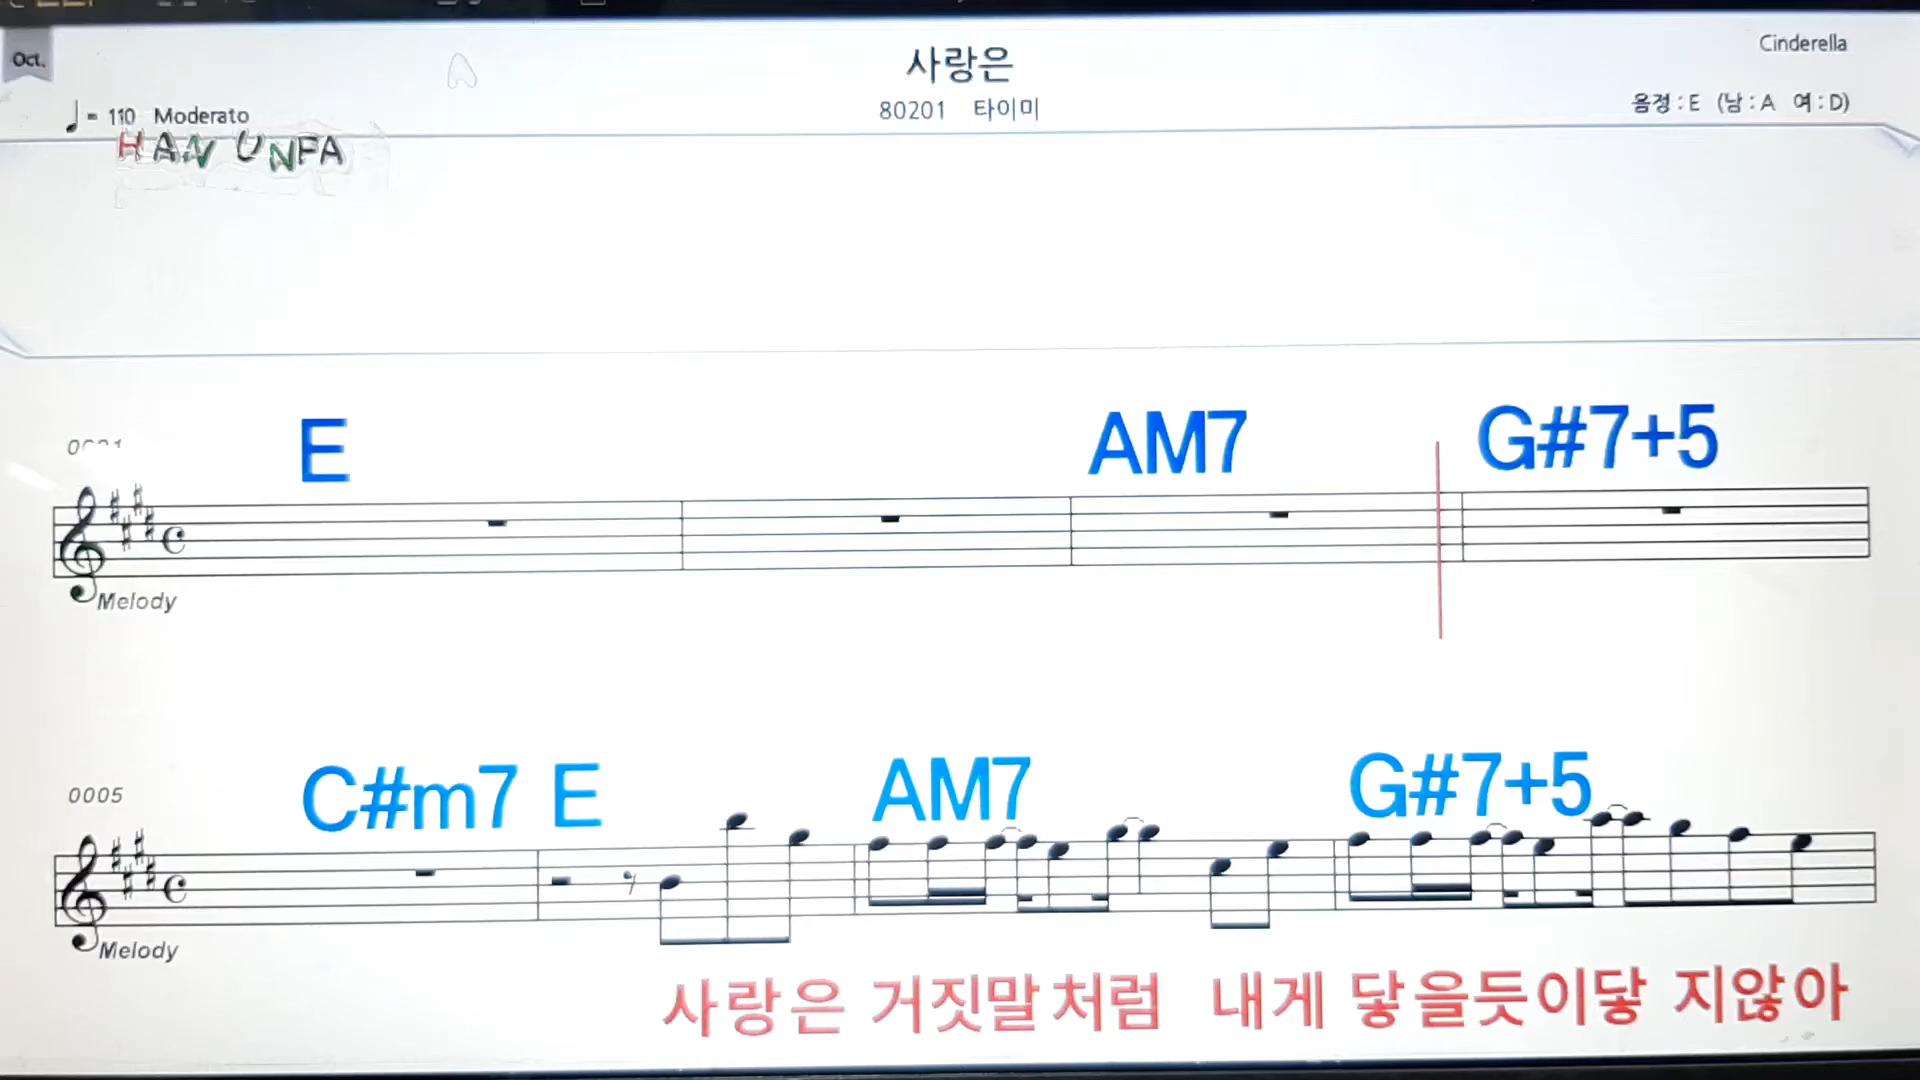 Oct.
사랑은
Cinderella
♩= 110 Moderato
80201 타이미
음정 : E (남 : A 여 : D)
HAN UNFA
E AM7 G#7+5
Melody
0005
C#m7 E AM7 G#7+5
Melody
사랑은 거짓말처럼 내게 닿을듯이닿 지않아